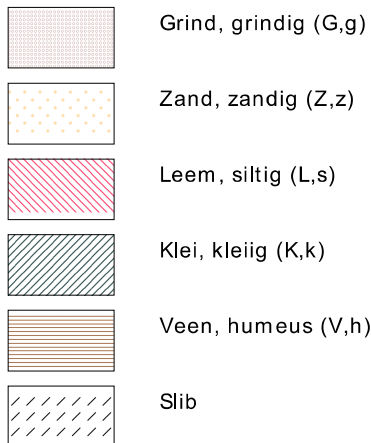 Grind, grindig (G,g)
Zand, zandig (Z,z)
Leem, siltig (L,s)
Klei, kleiig (K,k)
Veen, humeus (V,h)
Slib